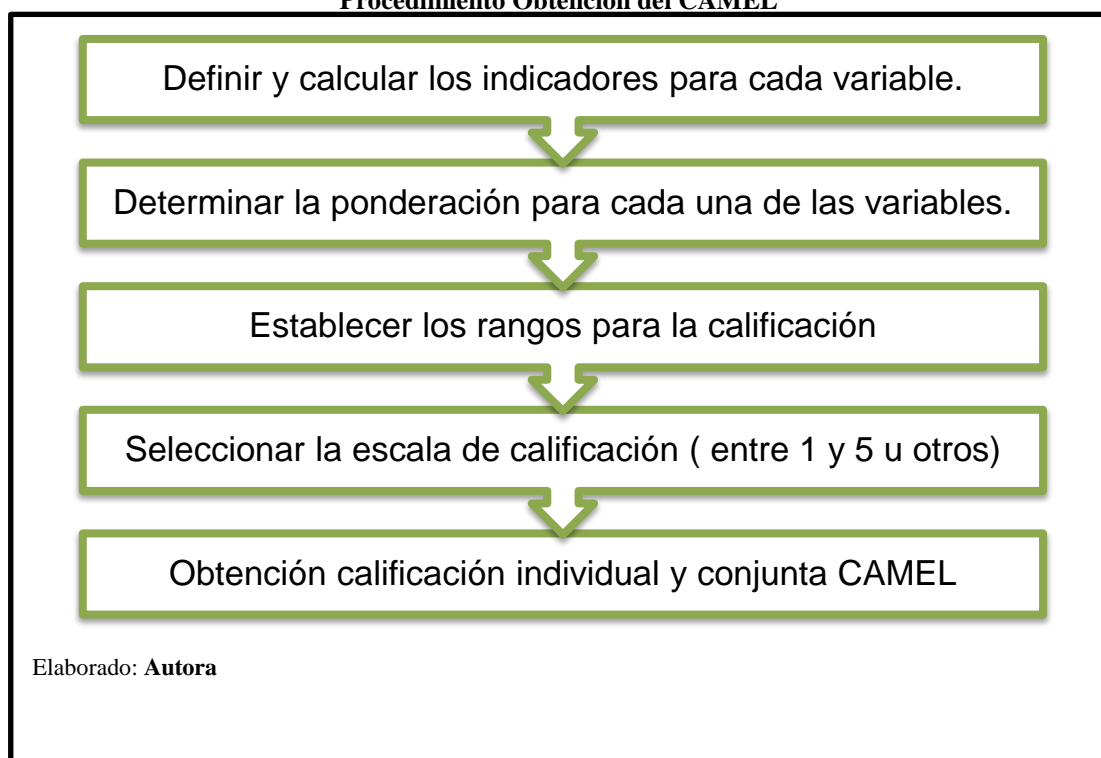 Procedimiento Obtención del CAMEL
Definir y calcular los indicadores para cada variable.
Determinar la ponderación para cada una de las variables.
Establecer los rangos para la calificación
Seleccionar la escala de calificación ( entre 1 y 5 u otros)
Obtención calificación individual y conjunta CAMEL
Elaborado: Autora